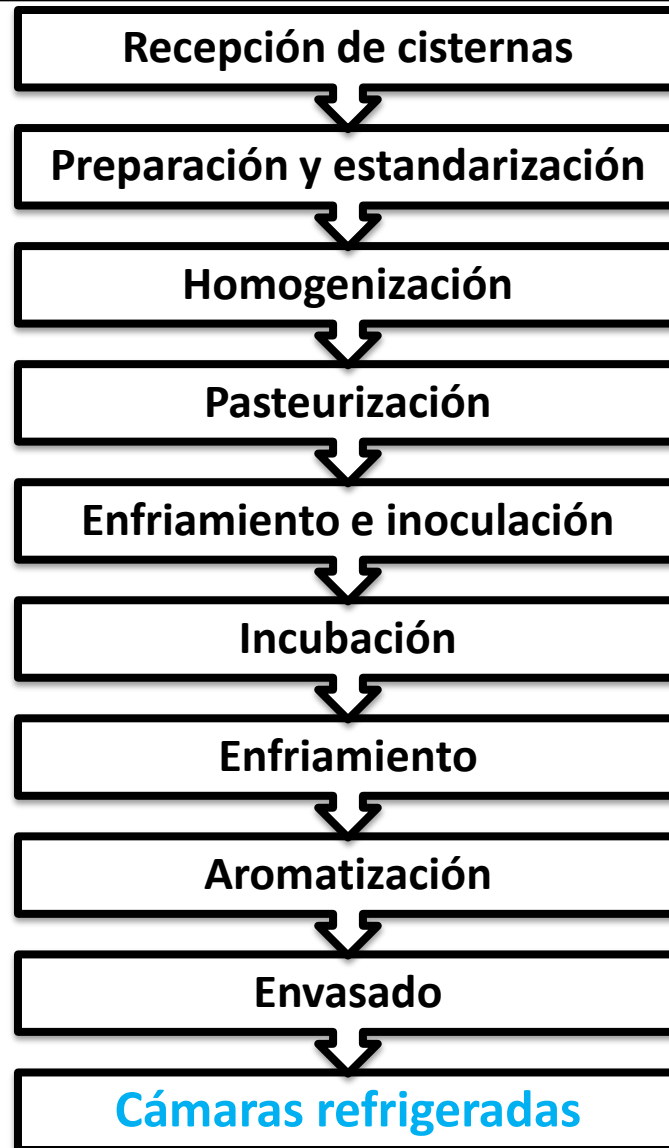 Recepción de cisternas
Preparación y estandarización
Homogenización
Pasteurización
Enfriamiento e inoculación
Incubación
Enfriamiento
Aromatización
Envasado
Cámaras refrigeradas